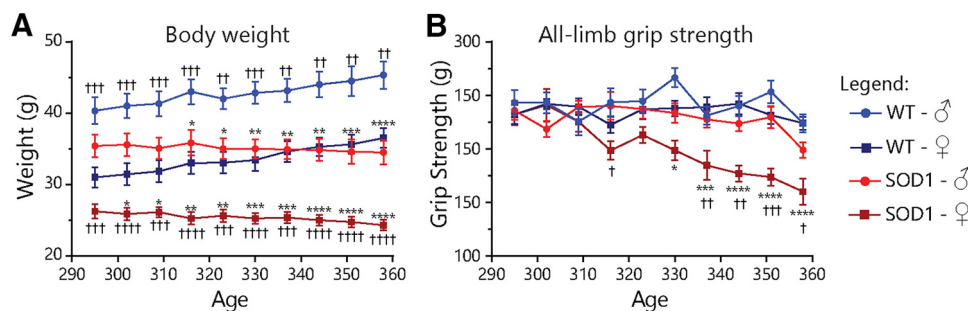 A
Body weight
Weight (g)
50
40
30
20
††† ††† ††† ††† †† ††† †† †† †† ††
* * ** ** ** *** ****
* * ** ** *** *** **** **** ****
††† †††† ††† †††† ††† †††† ††† †††† †††† ††††
290 300 310 320 330 340 350 360
Age
B
All-limb grip strength
Grip Strength (g)
300
150
150
150
100
* *** **** **** ****
† †† †† ††† †
290 300 310 320 330 340 350 360
Age
Legend:
WT - ♂
WT - ♀
SOD1 - ♂
SOD1 - ♀